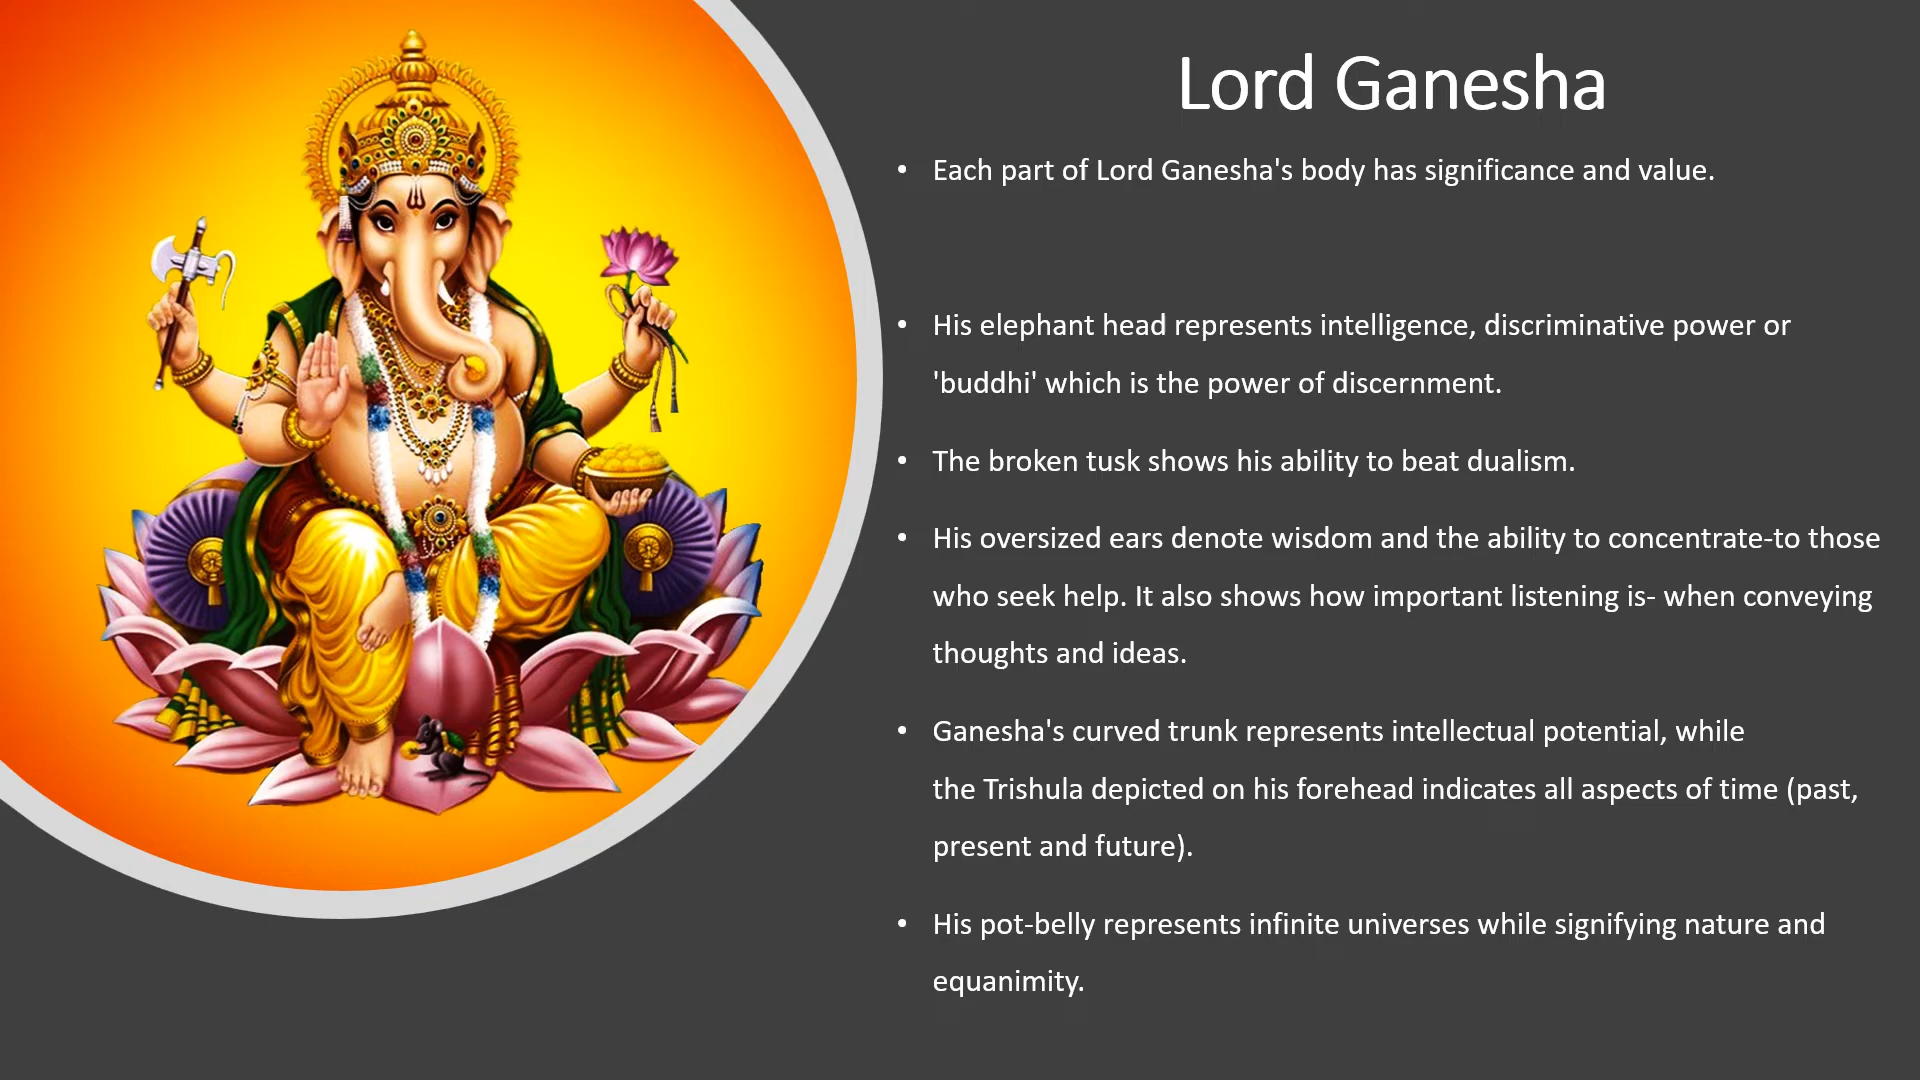 Lord Ganesha
• Each part of Lord Ganesha's body has significance and value.
• His elephant head represents intelligence, discriminative power or
'buddhi' which is the power of discernment.
• The broken tusk shows his ability to beat dualism.
• His oversized ears denote wisdom and the ability to concentrate-to those
who seek help. It also shows how important listening is- when conveying
thoughts and ideas.
• Ganesha's curved trunk represents intellectual potential, while
the Trishula depicted on his forehead indicates all aspects of time (past,
present and future).
• His pot-belly represents infinite universes while signifying nature and
equanimity.